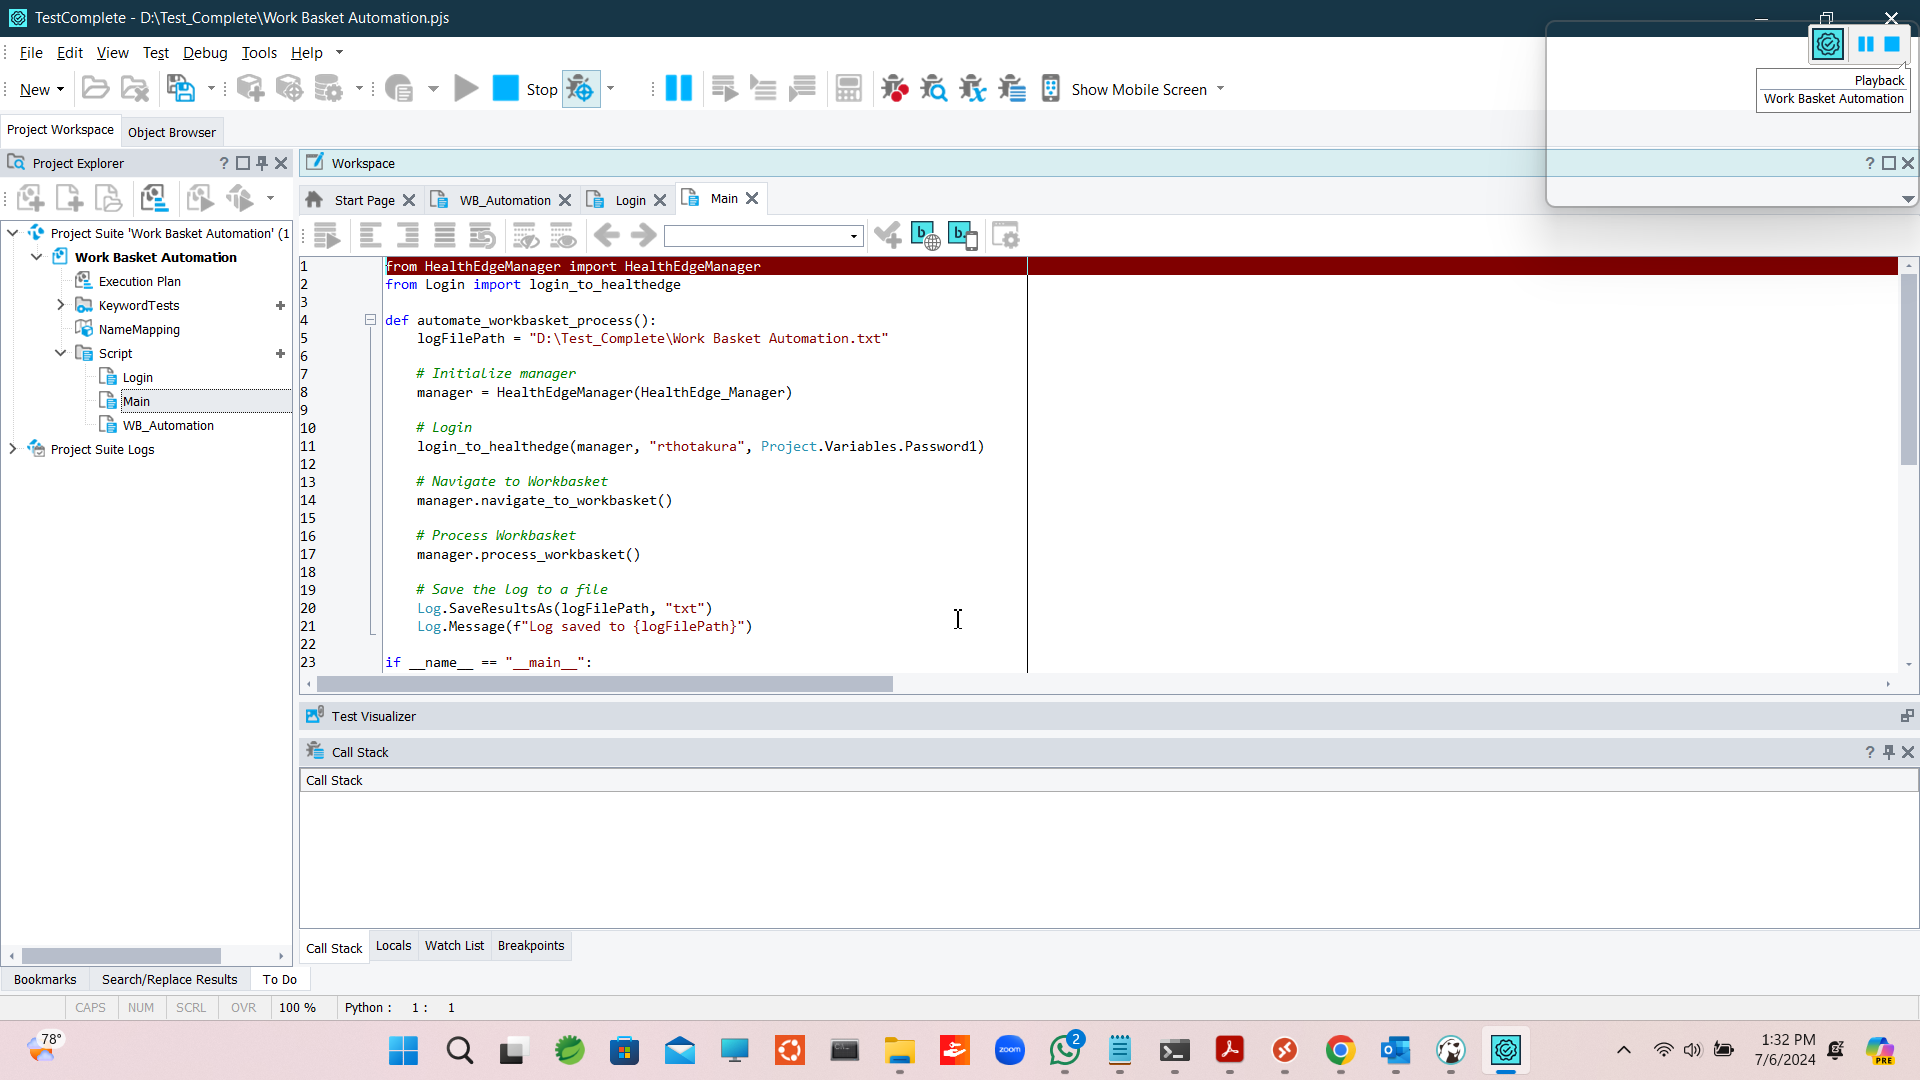 TestComplete - D:\Test_Complete\Work Basket Automation.pjs
File Edit View Test Debug Tools Help
New Stop Show Mobile Screen
Playback
Work Basket Automation
Project Workspace Object Browser
Project Explorer ?
Workspace ?
Start Page WB_Automation Login Main
Project Suite 'Work Basket Automation' (1
Work Basket Automation
Execution Plan
KeywordTests
NameMapping
Script
Login
Main
WB_Automation
Project Suite Logs
1 from HealthEdgeManager import HealthEdgeManager
2 from Login import login_to_healthedge
3
4 def automate_workbasket_process():
5 logFilePath = "D:\Test_Complete\Work Basket Automation.txt"
6
7 # Initialize manager
8 manager = HealthEdgeManager(HealthEdge_Manager)
9
10 # Login
11 login_to_healthedge(manager, "rthotakura", Project.Variables.Password1)
12
13 # Navigate to Workbasket
14 manager.navigate_to_workbasket()
15
16 # Process Workbasket
17 manager.process_workbasket()
18
19 # Save the log to a file
20 Log.SaveResultsAs(logFilePath, "txt")
21 Log.Message(f"Log saved to {logFilePath}")
22
23 if __name__ == "__main__":
Test Visualizer
Call Stack ?
Call Stack
Call Stack Locals Watch List Breakpoints
Bookmarks Search/Replace Results To Do
CAPS NUM SCRL OVR 100 % Python : 1 : 1
78°
zoom
2
1:32 PM
7/6/2024
PRE